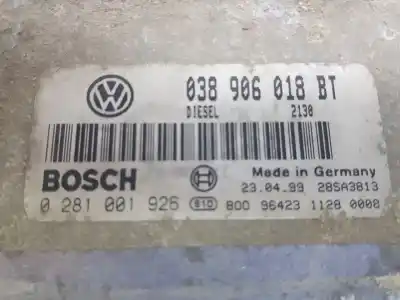 038 906 018 BT
DIESEL 2130
BOSCH Made in Germany
23.04.99 28SA3813
0 281 001 926 B10 800 96423 1128 0008